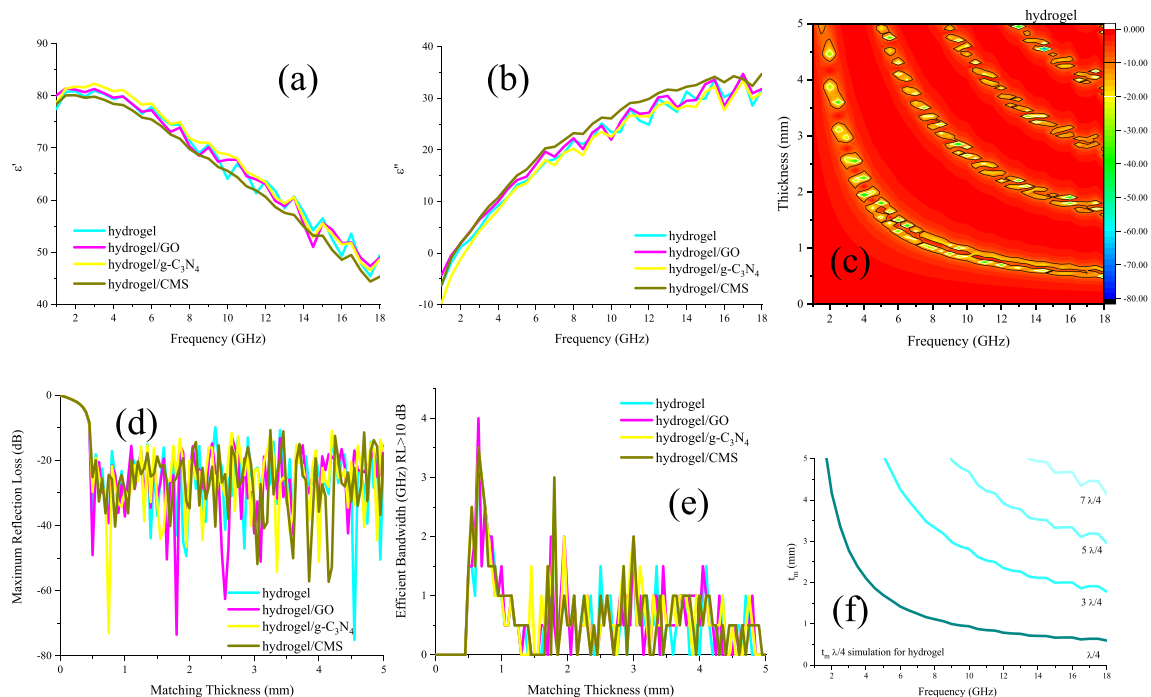 (a)
90
80
70
60
50
40
ε'
hydrogel
hydrogel/GO
hydrogel/g-C₃N₄
hydrogel/CMS
2 4 6 8 10 12 14 16 18
Frequency (GHz)
(b)
40
30
20
10
0
-10
ε''
hydrogel
hydrogel/GO
hydrogel/g-C₃N₄
hydrogel/CMS
2 4 6 8 10 12 14 16 18
Frequency (GHz)
hydrogel
(c)
5
4
3
2
1
0
Thickness (mm)
2 4 6 8 10 12 14 16 18
Frequency (GHz)
0.000
-10.00
-20.00
-30.00
-40.00
-50.00
-60.00
-70.00
-80.00
(d)
0
-20
-40
-60
-80
Maximum Reflection Loss (dB)
hydrogel
hydrogel/GO
hydrogel/g-C₃N₄
hydrogel/CMS
0 1 2 3 4 5
Matching Thickness (mm)
(e)
4
3
2
1
0
Efficient Bandwidth (GHz) RL>10 dB
hydrogel
hydrogel/GO
hydrogel/g-C₃N₄
hydrogel/CMS
0 1 2 3 4 5
Matching Thickness (mm)
(f)
5
4
3
2
1
0
tₘ (mm)
7 λ/4
5 λ/4
3 λ/4
λ/4
tₘ λ/4 simulation for hydrogel
2 4 6 8 10 12 14 16 18
Frequency (GHz)